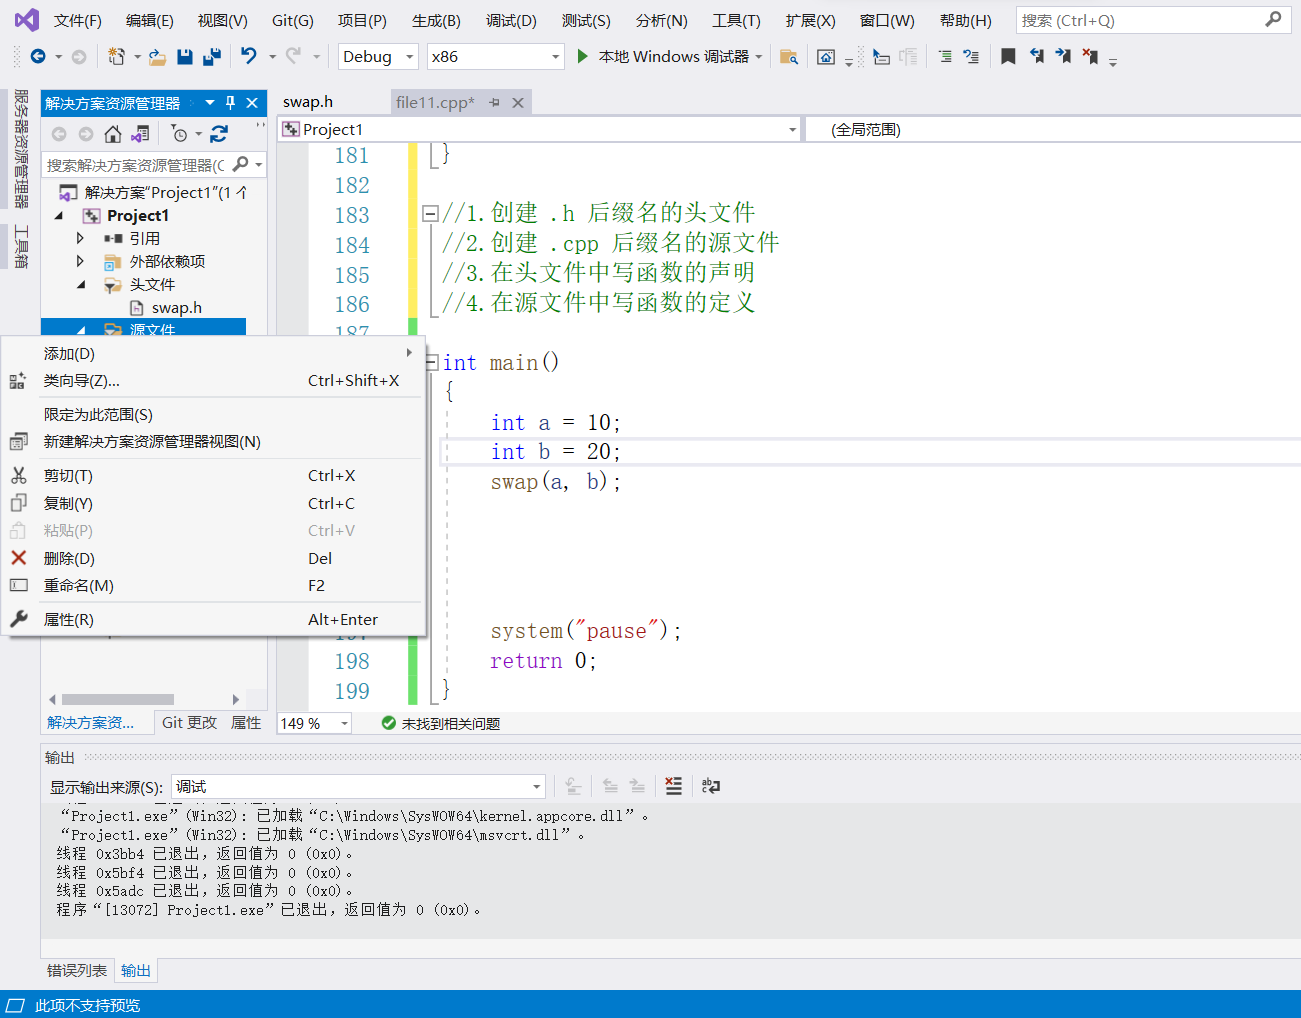 文件(F) 编辑(E) 视图(V) Git(G) 项目(P) 生成(B) 调试(D) 测试(S) 分析(N) 工具(T) 扩展(X) 窗口(W) 帮助(H) 搜索 (Ctrl+Q)
Debug x86 本地 Windows 调试器
服务器资源管理器
工具箱
解决方案资源管理器
搜索解决方案资源管理器(C
解决方案“Project1”(1 个
Project1
引用
外部依赖项
头文件
swap.h
源文件
添加(D)
类向导(Z)... Ctrl+Shift+X
限定为此范围(S)
新建解决方案资源管理器视图(N)
剪切(T) Ctrl+X
复制(Y) Ctrl+C
粘贴(P) Ctrl+V
删除(D) Del
重命名(M) F2
属性(R) Alt+Enter
解决方案资... Git 更改 属性
swap.h file11.cpp*
Project1 (全局范围)
181 }
182
183 //1.创建 .h 后缀名的头文件
184 //2.创建 .cpp 后缀名的源文件
185 //3.在头文件中写函数的声明
186 //4.在源文件中写函数的定义
187
int main()
{
int a = 10;
int b = 20;
swap(a, b);
system("pause");
198 return 0;
199 }
149 % 未找到相关问题
输出
显示输出来源(S): 调试
“Project1.exe”(Win32): 已加载“C:\Windows\SysWOW64\kernel.appcore.dll”。
“Project1.exe”(Win32): 已加载“C:\Windows\SysWOW64\msvcrt.dll”。
线程 0x3bb4 已退出，返回值为 0 (0x0)。
线程 0x5bf4 已退出，返回值为 0 (0x0)。
线程 0x5adc 已退出，返回值为 0 (0x0)。
程序“[13072] Project1.exe”已退出，返回值为 0 (0x0)。
错误列表 输出
此项不支持预览